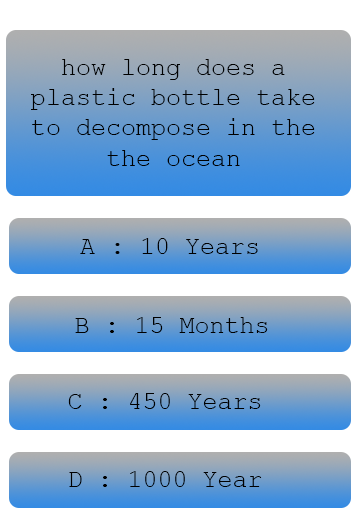 how long does a
plastic bottle take
to decompose in the
the ocean
A : 10 Years
B : 15 Months
C : 450 Years
D : 1000 Year